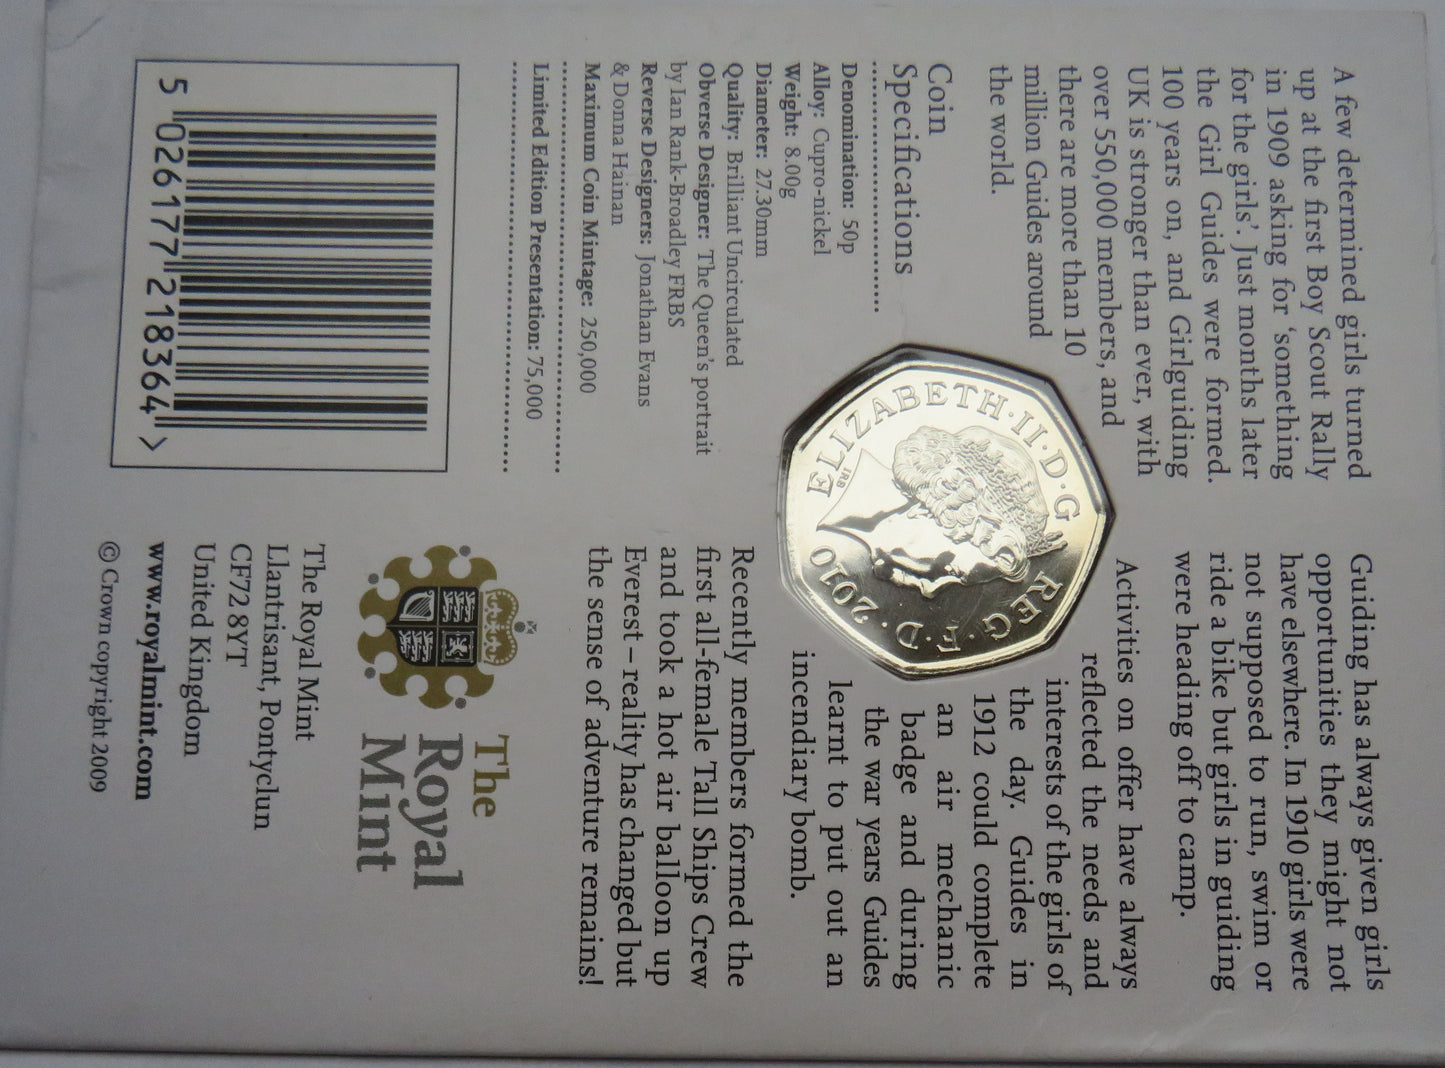 A few determined girls turned
up at the first Boy Scout Rally
in 1909 asking for ‘something
for the girls’. Just months later
the Girl Guides were formed.
100 years on, and Girlguiding
UK is stronger than ever, with
over 550,000 members, and
there are more than 10
million Guides around
the world.
Coin
Specifications
Denomination: 50p
Alloy: Cupro-nickel
Weight: 8.00g
Diameter: 27.30mm
Quality: Brilliant Uncirculated
Obverse Designer: The Queen's portrait
by Ian Rank-Broadley FRBS
Reverse Designers: Jonathan Evans
& Donna Hainan
Maximum Coin Mintage: 250,000
Limited Edition Presentation: 75,000
5 026177 218364 >
ELIZABETH·II·D·G REG·F·D·2010
IRB
Guiding has always given girls
opportunities they might not
have elsewhere. In 1910 girls were
not supposed to run, swim or
ride a bike but girls in guiding
were heading off to camp.
Activities on offer have always
reflected the needs and
interests of the girls of
the day. Guides in
1912 could complete
an air mechanic
badge and during
the war years Guides
learnt to put out an
incendiary bomb.
Recently members formed the
first all-female Tall Ships Crew
and took a hot air balloon up
Everest – reality has changed but
the sense of adventure remains!
The
Royal
Mint
The Royal Mint
Llantrisant, Pontyclun
CF72 8YT
United Kingdom
www.royalmint.com
© Crown copyright 2009